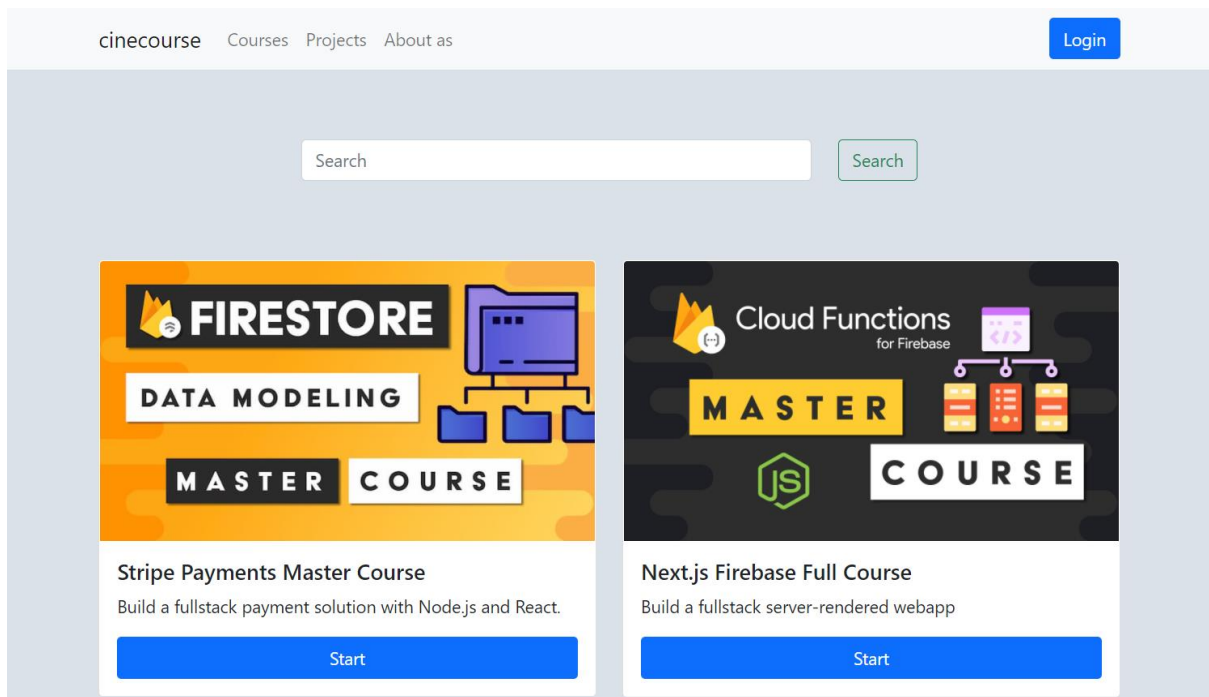 cinecourse Courses Projects About as Login
Search Search
FIRESTORE
DATA MODELING
MASTER COURSE
Stripe Payments Master Course
Build a fullstack payment solution with Node.js and React.
Start
Cloud Functions
for Firebase
</>
{--}
MASTER
JS
COURSE
Next.js Firebase Full Course
Build a fullstack server-rendered webapp
Start